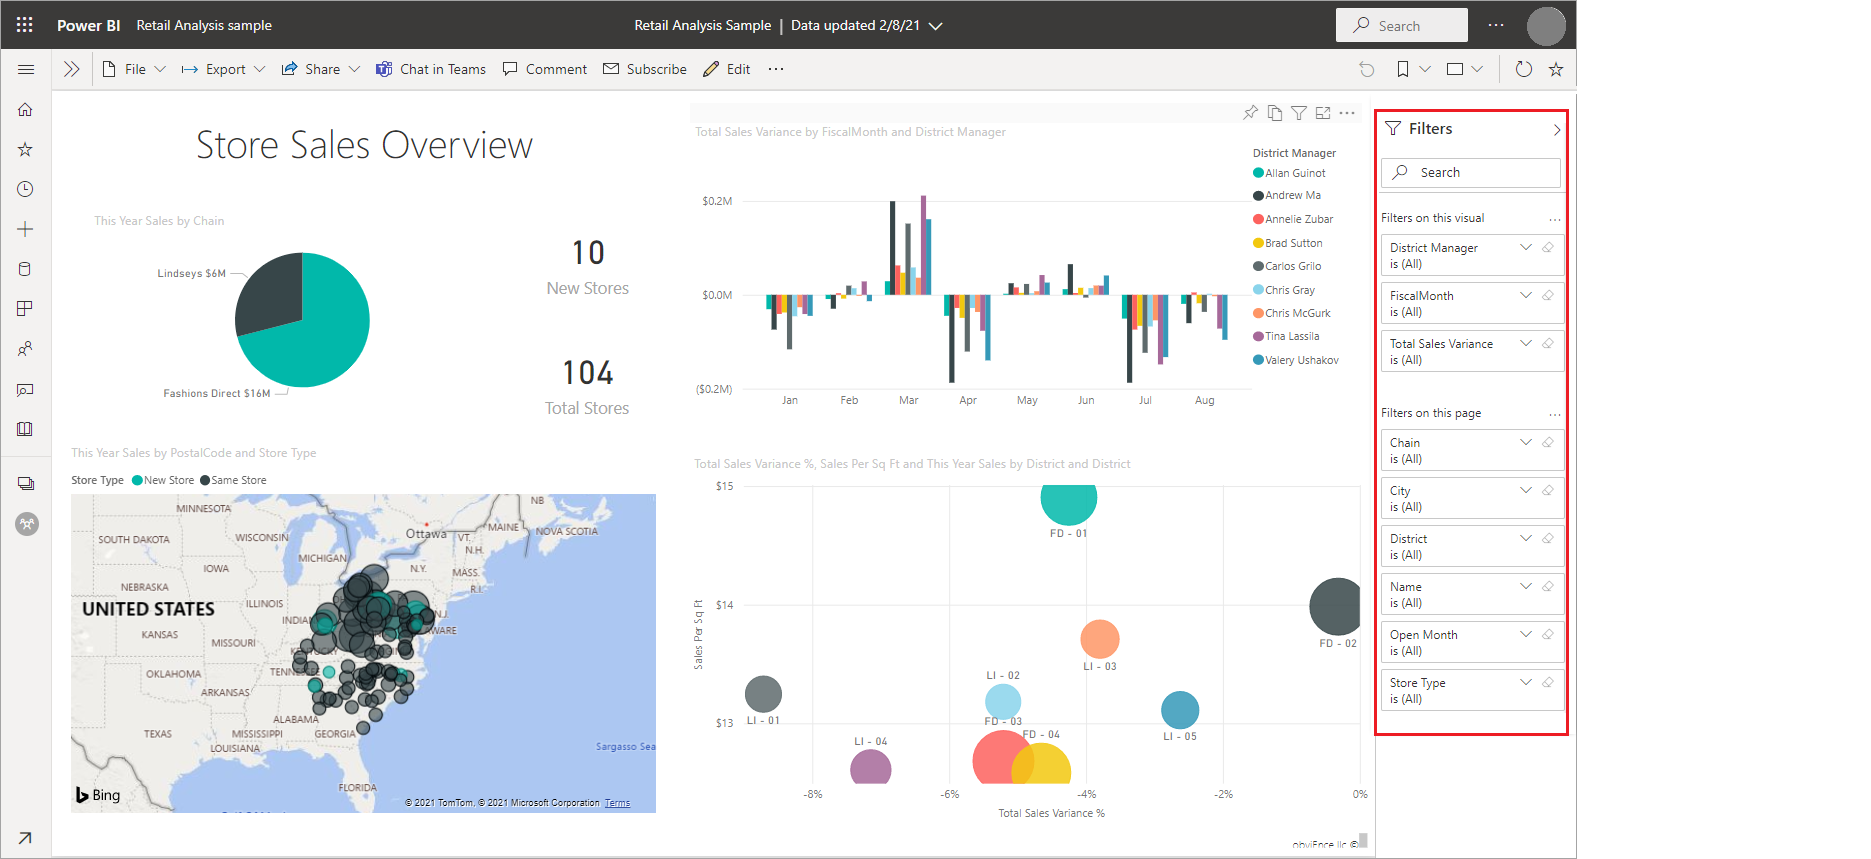 Power BI Retail Analysis sample
Retail Analysis Sample | Data updated 2/8/21
Search
File Export Share Chat in Teams Comment Subscribe Edit
Store Sales Overview
This Year Sales by Chain
Lindseys $6M
Fashions Direct $16M
10
New Stores
104
Total Stores
Total Sales Variance by FiscalMonth and District Manager
$0.2M
$0.0M
($0.2M)
Jan Feb Mar Apr May Jun Jul Aug
District Manager
Allan Guinot
Andrew Ma
Annelie Zubar
Brad Sutton
Carlos Grilo
Chris Gray
Chris McGurk
Tina Lassila
Valery Ushakov
This Year Sales by PostalCode and Store Type
Store Type New Store Same Store
MINNESOTA
NB
Ottawa
MAINE
NOVA SCOTIA
SOUTH DAKOTA
WISCONSIN
VT.
N.H.
MICHIGAN
IOWA
N.Y.
MASS.
NEBRASKA
R.I.
UNITED STATES
ILLINOIS
N.J.
KANSAS
MISSOURI
OKLAHOMA
ARKANSAS
ALABAMA
TEXAS
MISSISSIPPI
GEORGIA
LOUISIANA
Sargasso Sea
FLORIDA
Bing
© 2021 TomTom, © 2021 Microsoft Corporation Terms
Total Sales Variance %, Sales Per Sq Ft and This Year Sales by District and District
Sales Per Sq Ft
$15
$14
$13
FD - 01
FD - 02
LI - 03
LI - 02
LI - 01
FD - 03
FD - 04
LI - 05
LI - 04
-8% -6% -4% -2% 0%
Total Sales Variance %
obviEnce llc ©
Filters
Search
Filters on this visual
District Manager
is (All)
FiscalMonth
is (All)
Total Sales Variance
is (All)
Filters on this page
Chain
is (All)
City
is (All)
District
is (All)
Name
is (All)
Open Month
is (All)
Store Type
is (All)